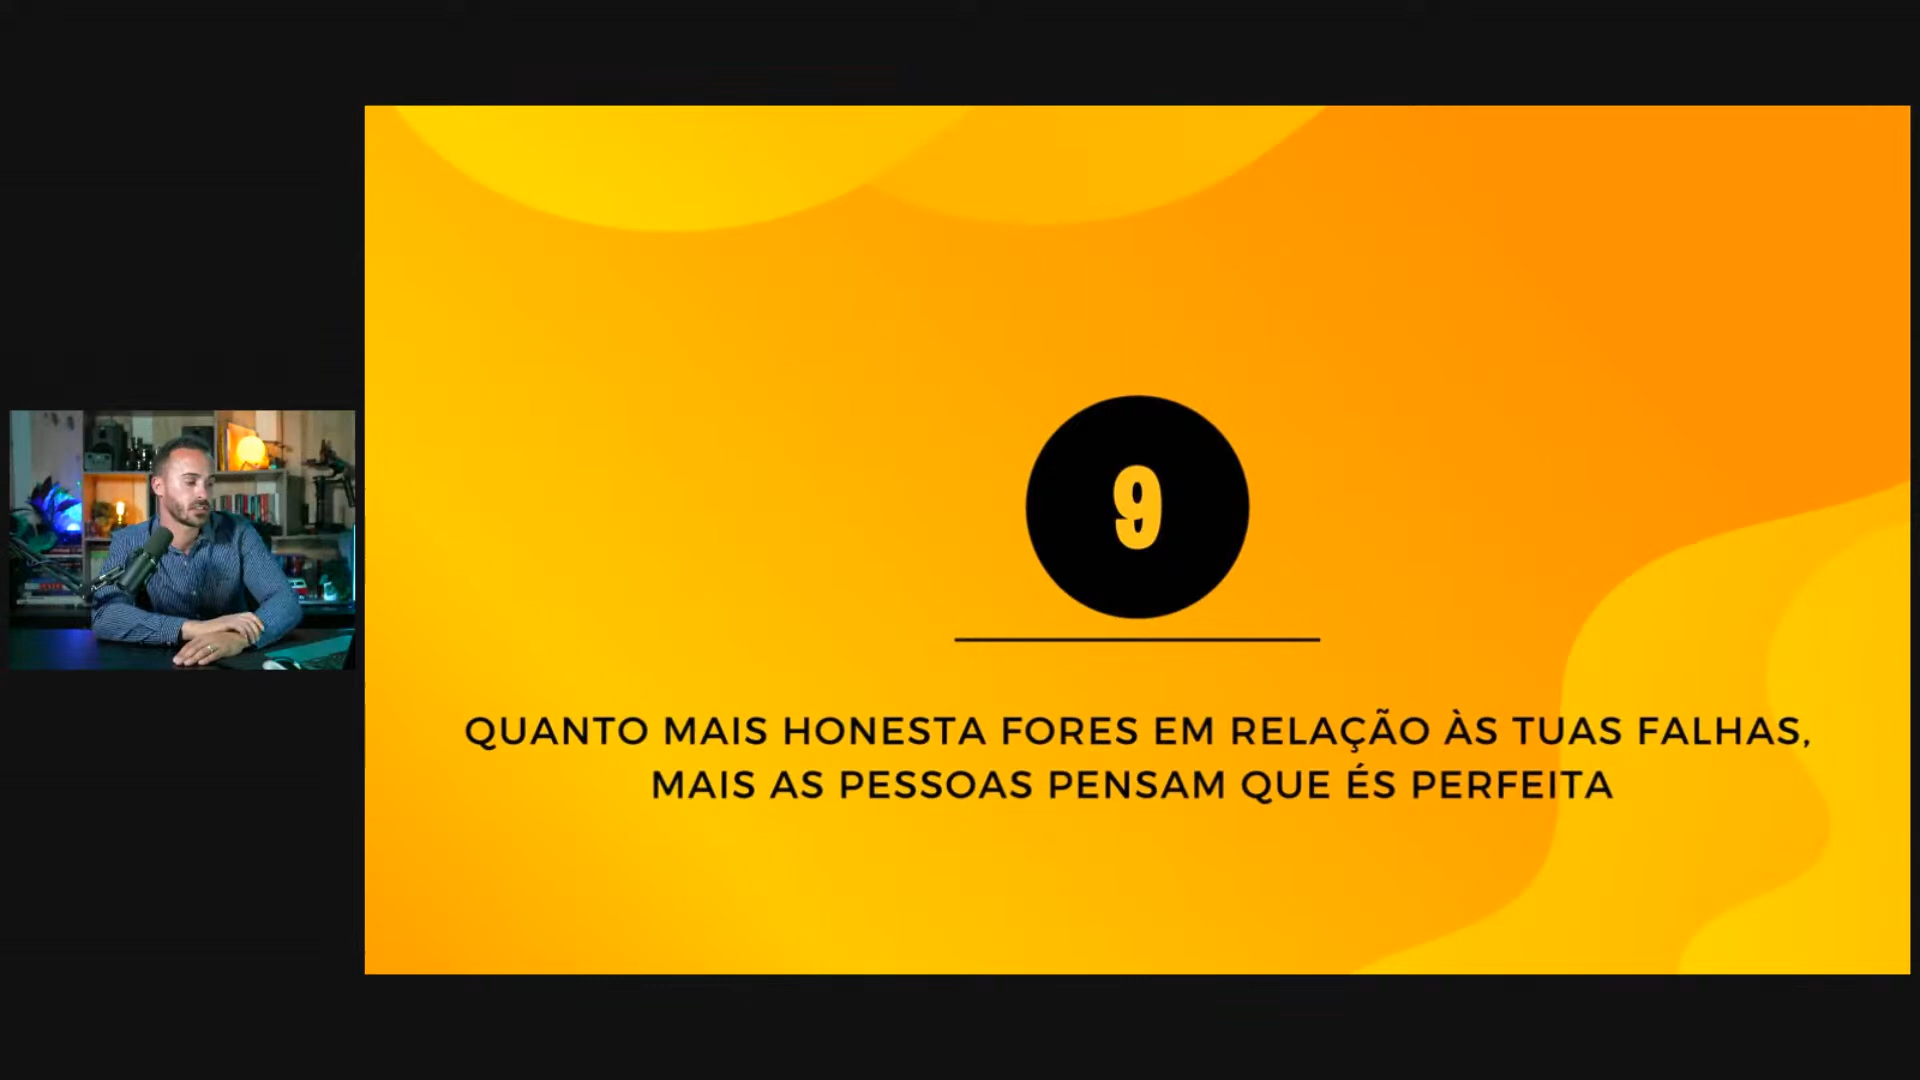 9
QUANTO MAIS HONESTA FORES EM RELAÇÃO ÀS TUAS FALHAS,
MAIS AS PESSOAS PENSAM QUE ÉS PERFEITA